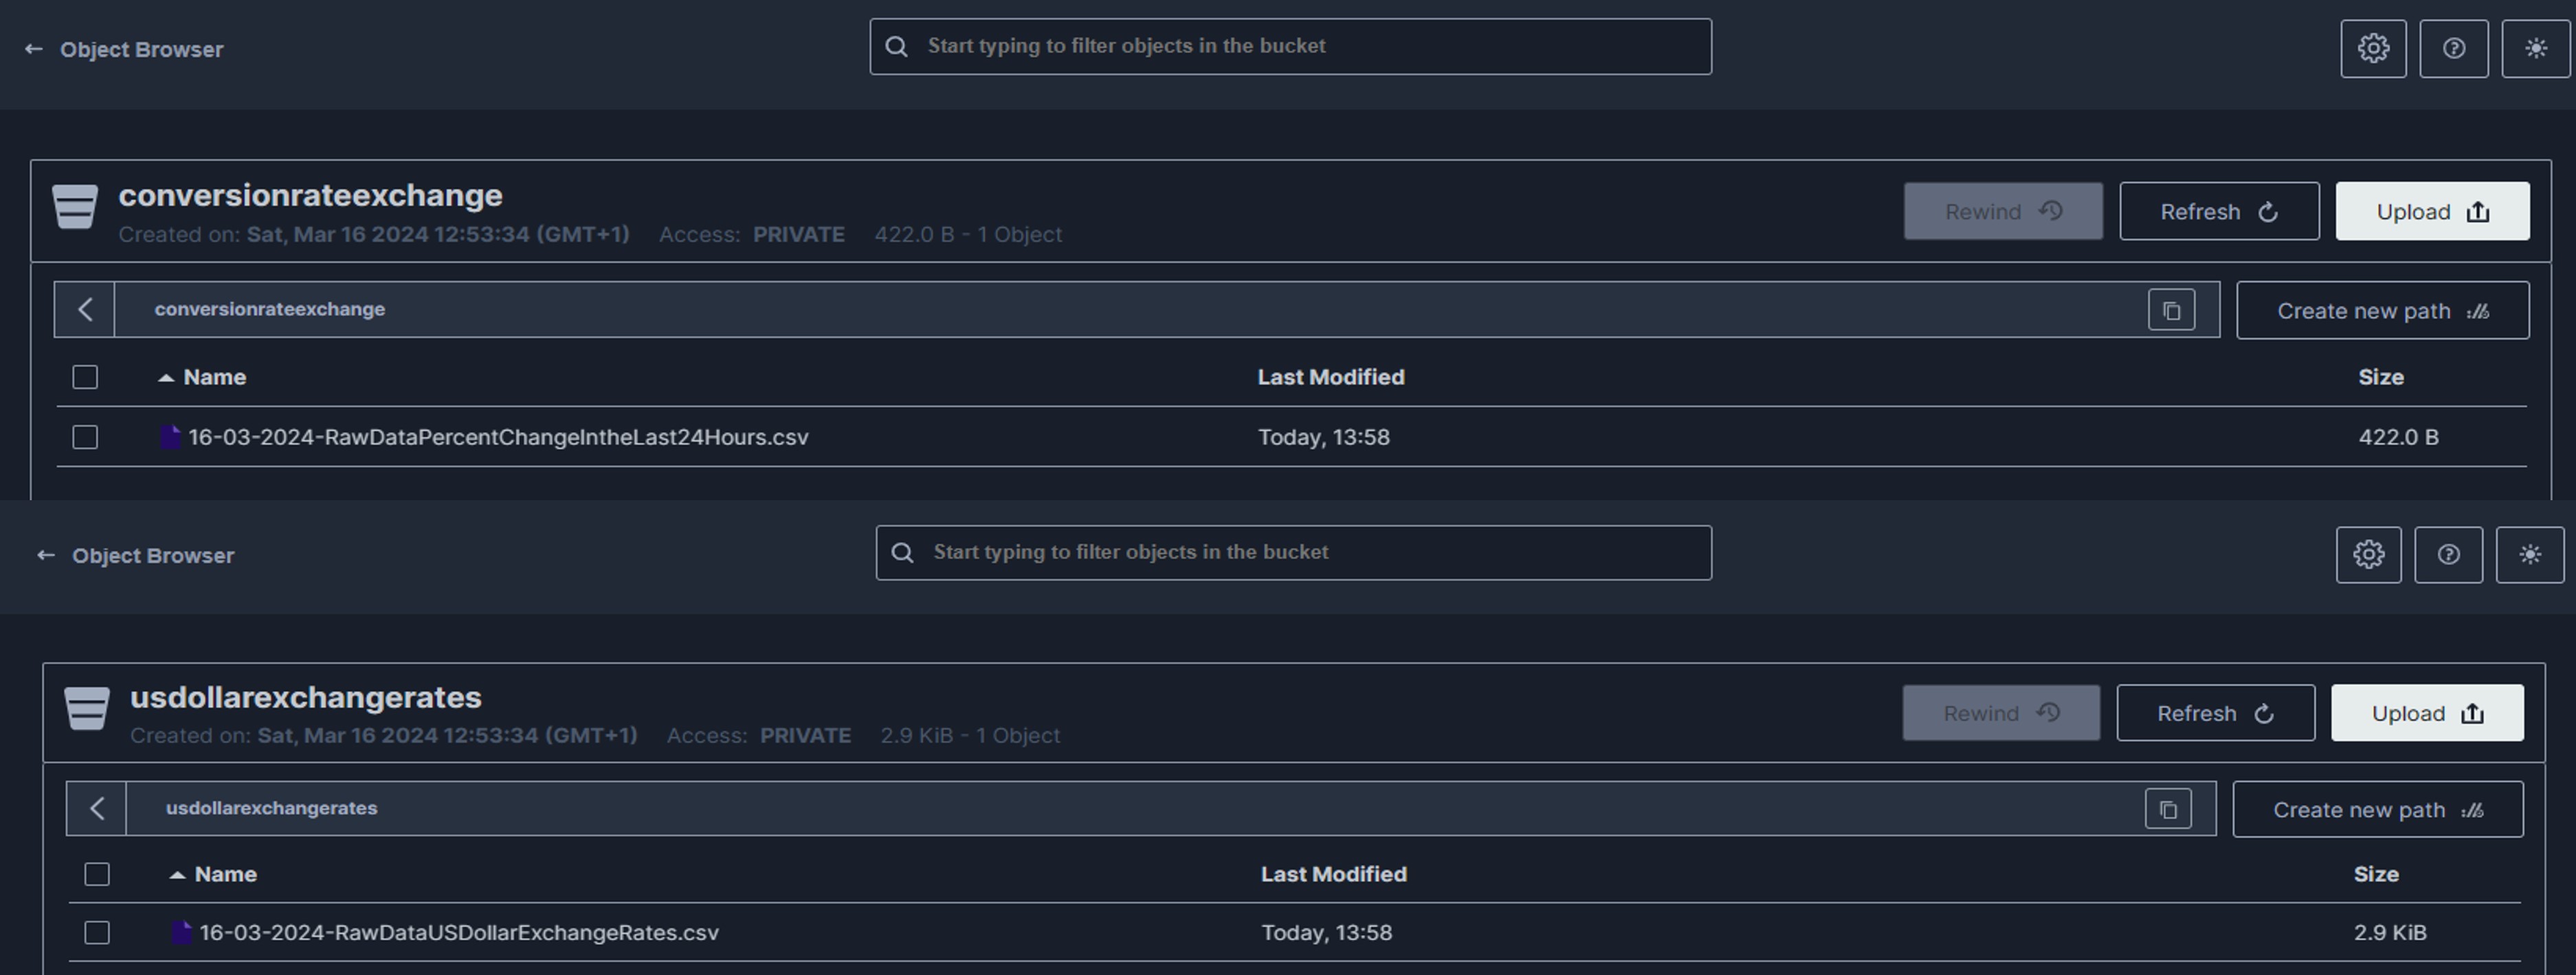 Object Browser
Start typing to filter objects in the bucket
conversionrateexchange
Created on: Sat, Mar 16 2024 12:53:34 (GMT+1) Access: PRIVATE 422.0 B - 1 Object
Rewind Refresh Upload
conversionrateexchange
Create new path
Name Last Modified Size
16-03-2024-RawDataPercentChangeIntheLast24Hours.csv Today, 13:58 422.0 B
Object Browser
Start typing to filter objects in the bucket
usdollarexchangerates
Created on: Sat, Mar 16 2024 12:53:34 (GMT+1) Access: PRIVATE 2.9 KiB - 1 Object
Rewind Refresh Upload
usdollarexchangerates
Create new path
Name Last Modified Size
16-03-2024-RawDataUSDollarExchangeRates.csv Today, 13:58 2.9 KiB